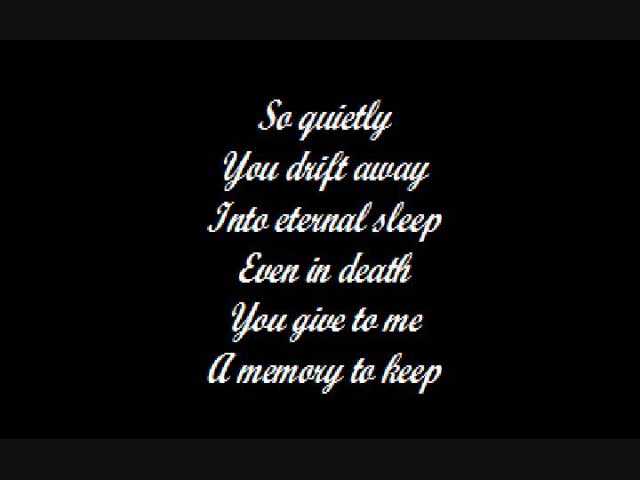 So quietly
You drift away
Into eternal sleep
Even in death
You give to me
A memory to keep